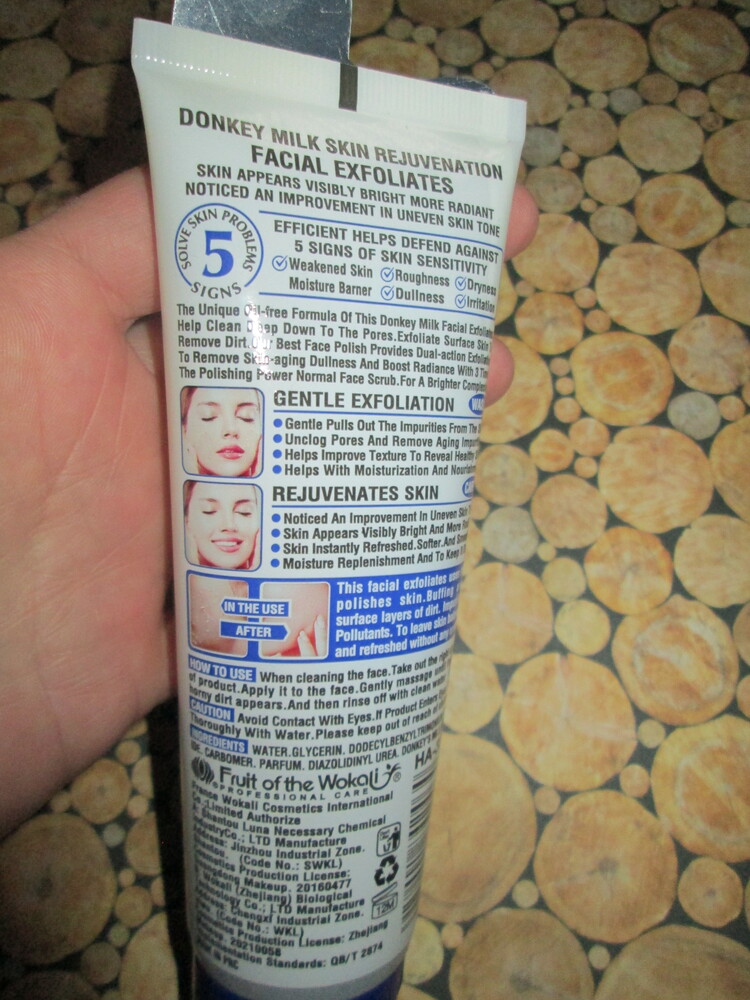 DONKEY MILK SKIN REJUVENATION
FACIAL EXFOLIATES
SKIN APPEARS VISIBLY BRIGHT MORE RADIANT
NOTICED AN IMPROVEMENT IN UNEVEN SKIN TONE
SOLVE SKIN PROBLEMS
5
SIGNS
EFFICIENT HELPS DEFEND AGAINST
5 SIGNS OF SKIN SENSITIVITY
Weakened Skin Roughness Dryness
Moisture Barner Dullness Irritation
The Unique Oil-free Formula Of This Donkey Milk Facial
Help Clean Deep Down To The Pores.Exfoliate Surface Skin
Remove Dirt.Our Best Face Polish Provides Dual-action
To Remove Skin-aging Dullness And Boost Radiance With 3
The Polishing Power Normal Face Scrub.For A Brighter
GENTLE EXFOLIATION
Gentle Pulls Out The Impurities From The
Unclog Pores And Remove Aging
Helps Improve Texture To Reveal
Helps With Moisturization And
REJUVENATES SKIN
Noticed An Improvement In Uneven
Skin Appears Visibly Bright And More
Skin Instantly Refreshed.Softer.And
Moisture Replenishment And To Keep
IN THE USE
AFTER
This facial exfoliates
polishes skin.Buffing
surface layers of dirt.
Pollutants. To leave skin
and refreshed without any
HOW TO USE When cleaning the face.Take out the
of product.Apply it to the face.Gently massage
horny dirt appears.And then rinse off with clean water
CAUTION Avoid Contact With Eyes.If Product Enters
Thoroughly With Water.Please keep out of reach of
INGREDIENTS WATER.GLYCERIN.
CARBOMER. PARFUM. DIAZOLIDINYL UREA.
HA-
Fruit of the Wokali ®
PROFESSIONAL CARE
France Wokali Cosmetics International
Co.;Limited Authorize
Shantou Luna Necessary Chemical
Industry Co.; LTD Manufacture
Address: Jinzhou Industrial Zone.
Shantou. (Code No.: SWKL)
Cosmetics Production License:
Guangdong Makeup. 20160477
Wokali (Zhejiang) Biological
Technology Co.; LTD Manufacture
Address: Chengxi Industrial Zone.
(Code No.: WKL)
Cosmetics Production License: Zhejiang
20210058
Standards: QB/T 2874
12M